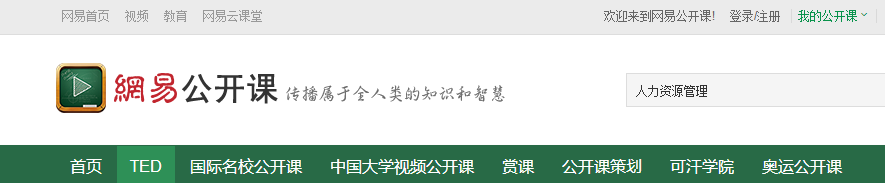 网易首页 视频 教育 网易云课堂 欢迎来到网易公开课! 登录/注册 我的公开课
網易公开课 传播属于全人类的知识和智慧 人力资源管理
首页 TED 国际名校公开课 中国大学视频公开课 赏课 公开课策划 可汗学院 奥运公开课